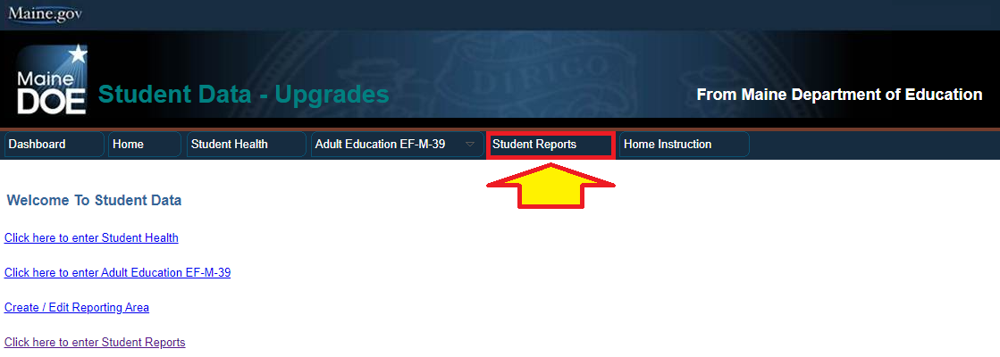 Maine.gov
Maine
DOE
Student Data - Upgrades
DIRIGO
From Maine Department of Education
Dashboard Home Student Health Adult Education EF-M-39 Student Reports Home Instruction
Welcome To Student Data
Click here to enter Student Health
Click here to enter Adult Education EF-M-39
Create / Edit Reporting Area
Click here to enter Student Reports